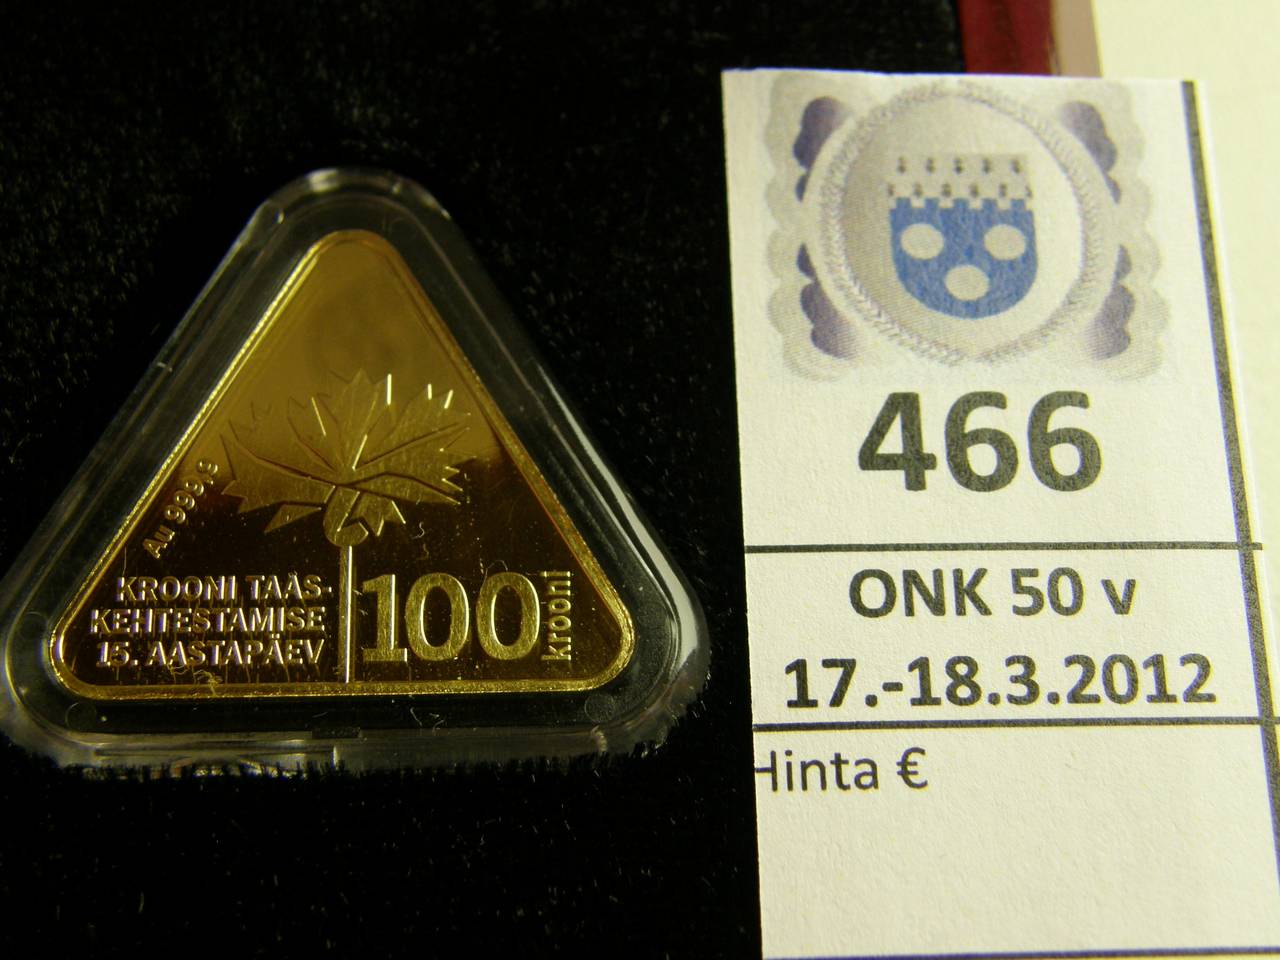 Au 999,9
KROONI TAAS-
KEHTESTAMISE
15. AASTAPÄEV
100
krooni
466
ONK 50 v
17.-18.3.2012
Hinta €